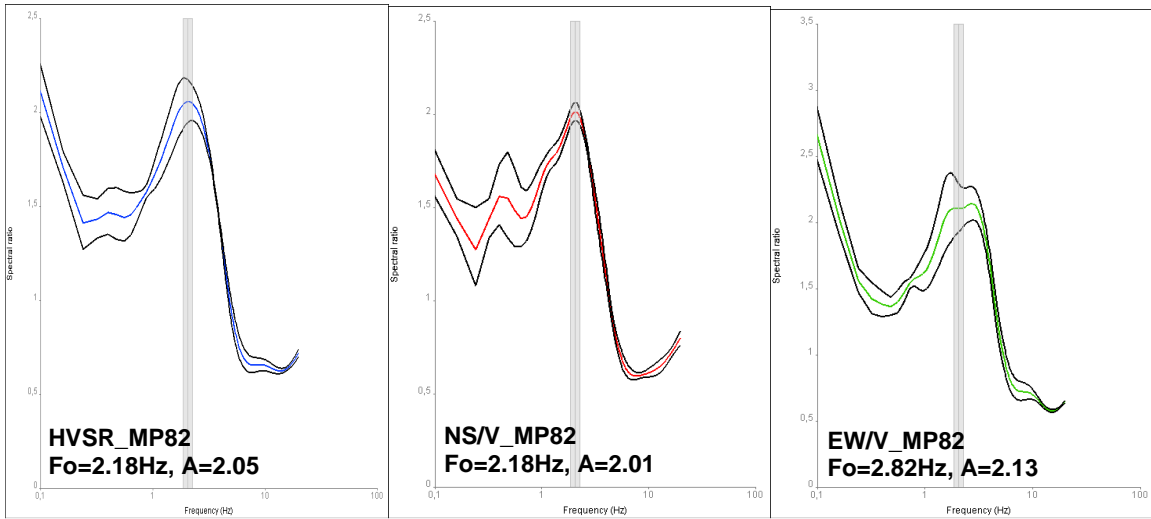 2,5
2
1,5
1
0,5
0
Spectral ratio
0,1
1
10
100
Frequency (Hz)
HVSR_MP82
Fo=2.18Hz, A=2.05
2,5
2
1,5
1
0,5
0
Spectral ratio
0,1
1
10
100
Frequency (Hz)
NS/V_MP82
Fo=2.18Hz, A=2.01
3,5
3
2,5
2
1,5
1
0,5
0
Spectral ratio
0,1
1
10
100
Frequency (Hz)
EW/V_MP82
Fo=2.82Hz, A=2.13